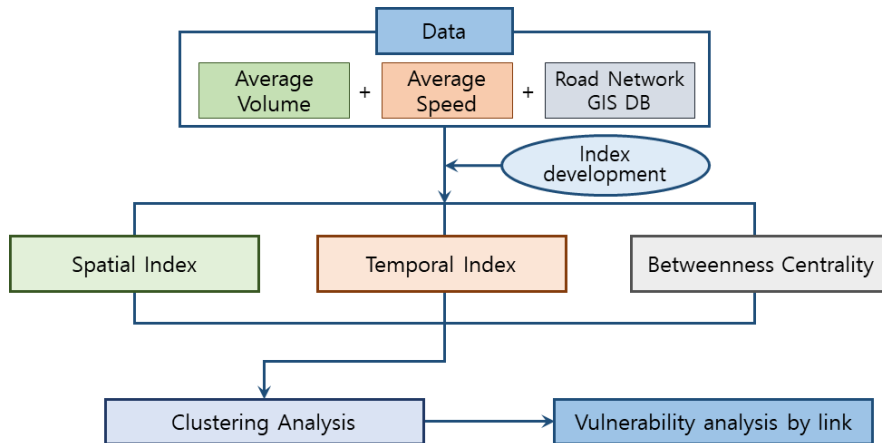 Data
Average
Volume
+
Average
Speed
+
Road Network
GIS DB
Index
development
Spatial Index
Temporal Index
Betweenness Centrality
Clustering Analysis
Vulnerability analysis by link